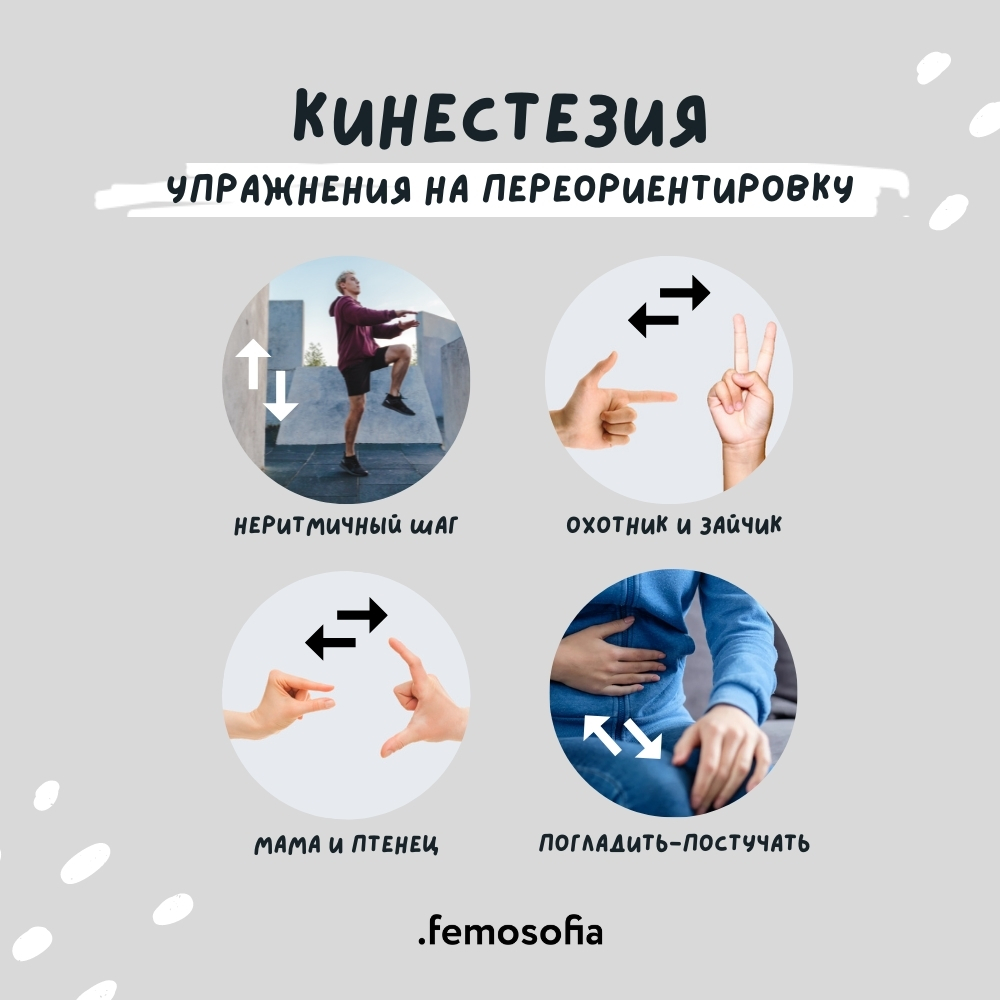 КИНЕСТЕЗИЯ
УПРАЖНЕНИЯ НА ПЕРЕОРИЕНТИРОВКУ
НЕРИТМИЧНЫЙ ШАГ
ОХОТНИК И ЗАЙЧИК
МАМА И ПТЕНЕЦ
ПОГЛАДИТЬ-ПОСТУЧАТЬ
.femosofia